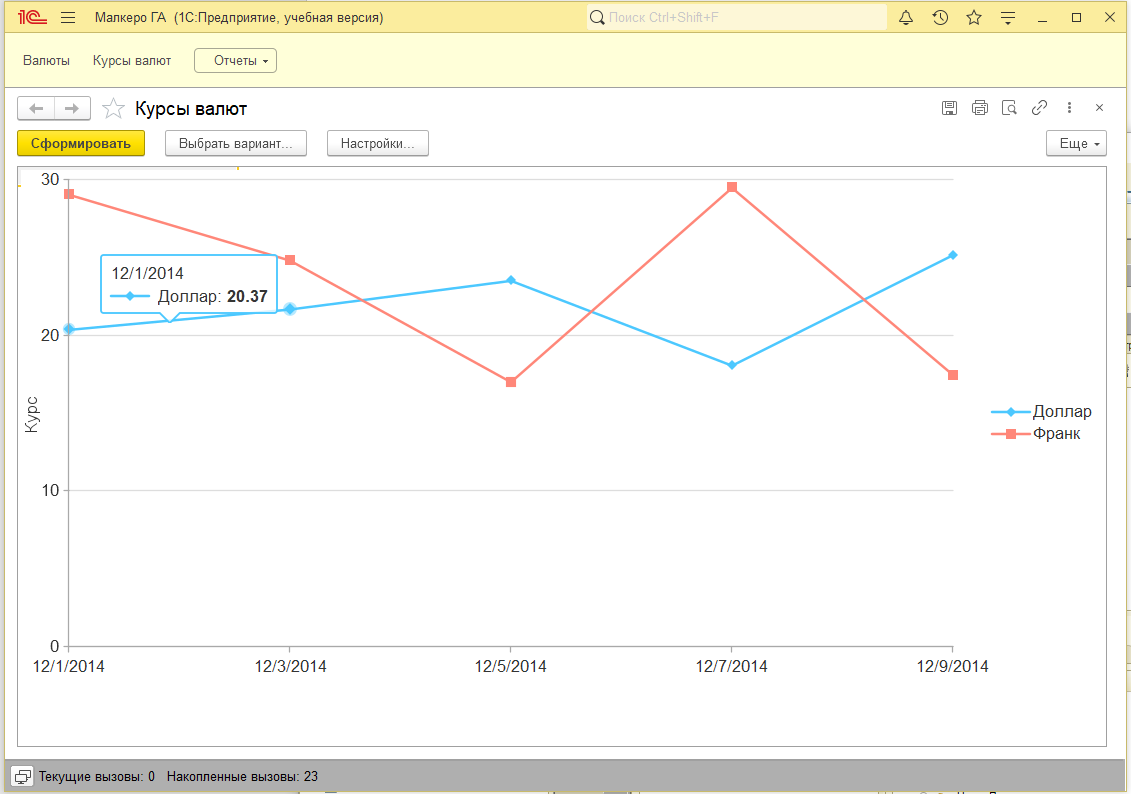 1С Малкеро ГА (1С:Предприятие, учебная версия) Поиск Ctrl+Shift+F
Валюты Курсы валют Отчеты
Курсы валют
Сформировать Выбрать вариант... Настройки... Еще
30
12/1/2014
Доллар: 20.37
20
Курс
Доллар
Франк
10
0
12/1/2014 12/3/2014 12/5/2014 12/7/2014 12/9/2014
Текущие вызовы: 0 Накопленные вызовы: 23